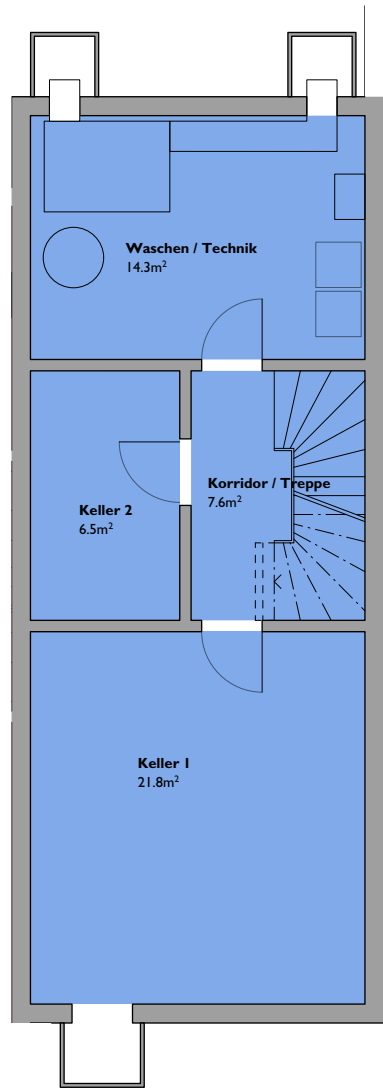 Waschen / Technik
14.3m²
Korridor / Treppe
7.6m²
Keller 2
6.5m²
Keller 1
21.8m²